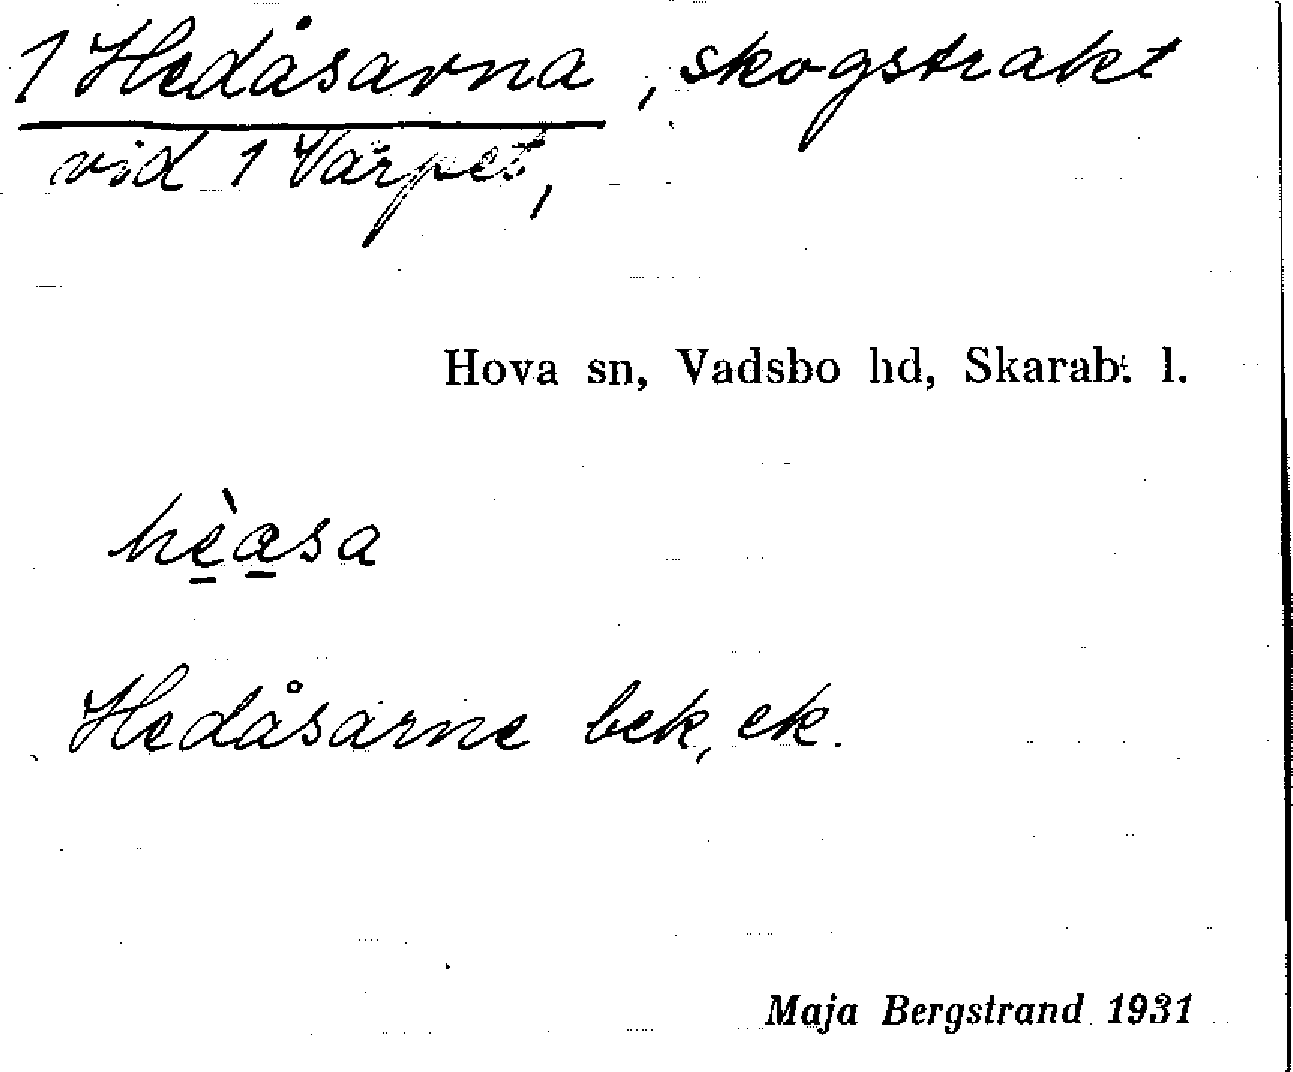 1 Hedåsarna, skogstrakt
vid 1 Värpet,
Hova sn, Vadsbo hd, Skarab. l.
hèasa
Hedåsarne bek, ek.
Maja Bergstrand 1931